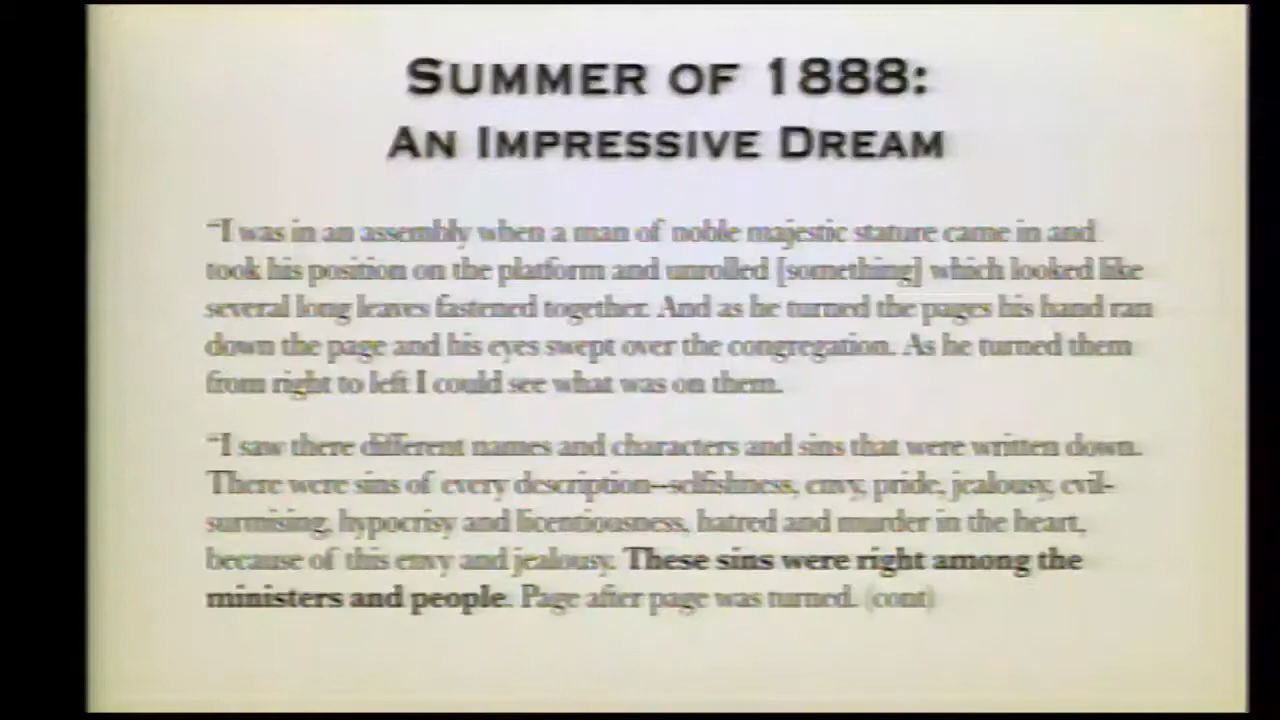 SUMMER OF 1888:
AN IMPRESSIVE DREAM
“I was in an assembly when a man of noble majestic stature came in and
took his position on the platform and unrolled [something] which looked like
several long leaves fastened together. And as he turned the pages his hand ran
down the page and his eyes swept over the congregation. As he turned them
from right to left I could see what was on them.
“I saw there different names and characters and sins that were written down.
There were sins of every description–selfishness, envy, pride, jealousy, evil-
surmising, hypocrisy and licentiousness, hatred and murder in the heart,
because of this envy and jealousy. These sins were right among the
ministers and people. Page after page was turned. (cont)